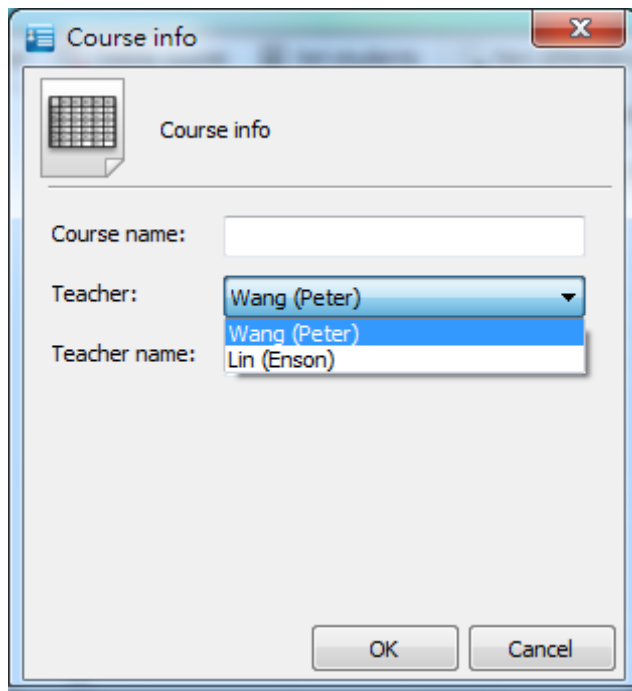 Course info
Course info
Course name:
Teacher:
Wang (Peter)
Wang (Peter)
Lin (Enson)
Teacher name:
OK
Cancel